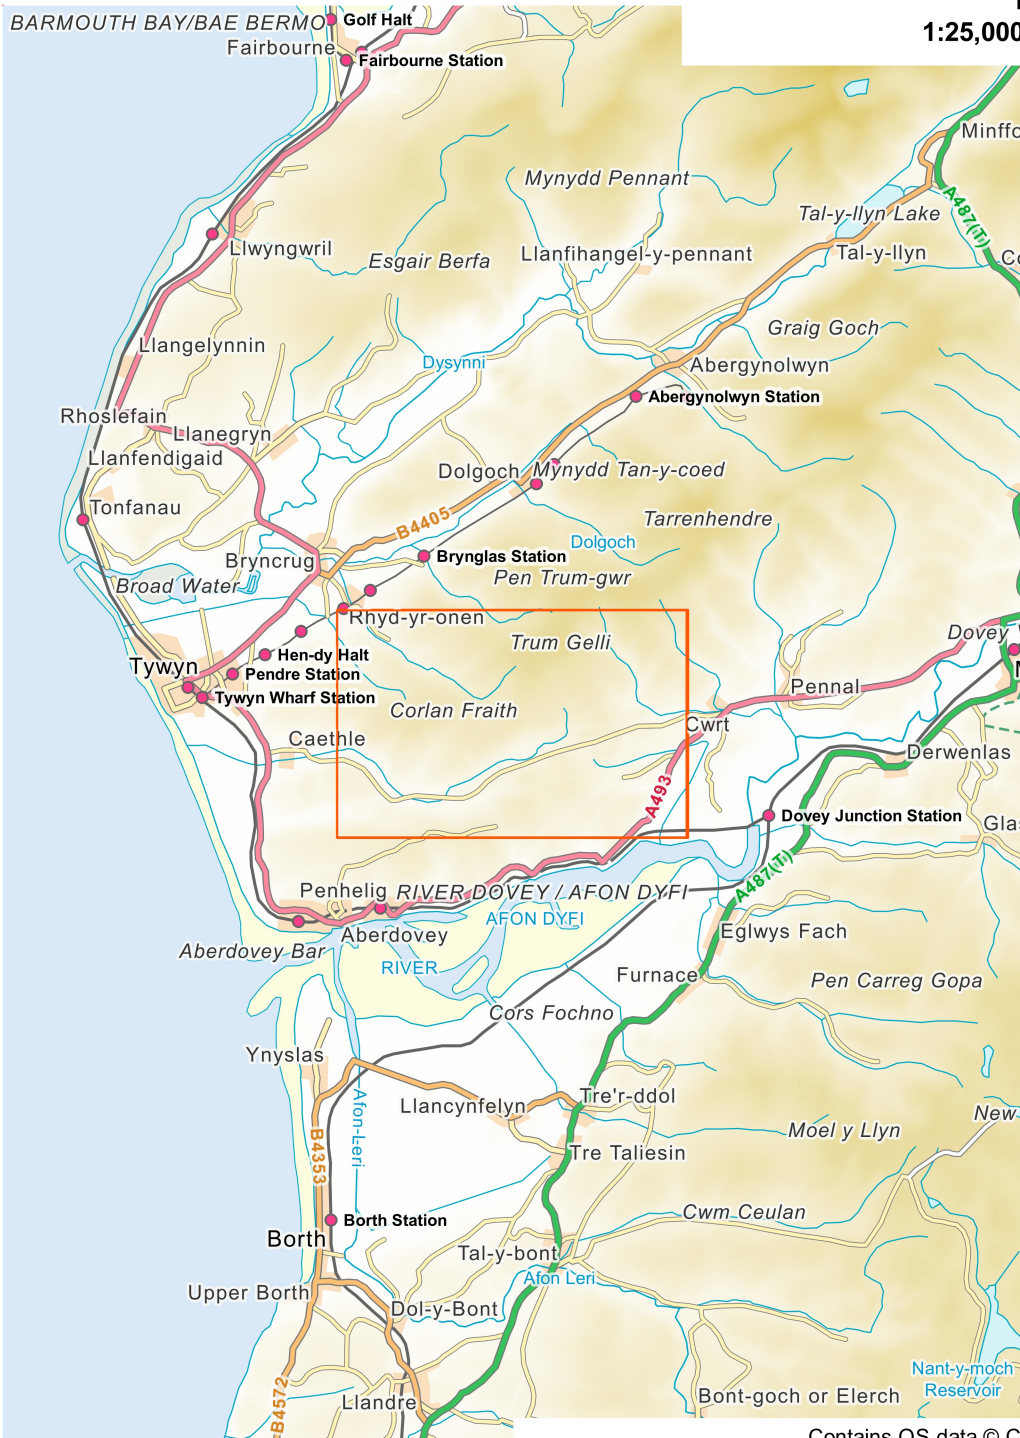 BARMOUTH BAY/BAE BERMO
Golf Halt
1:25,000
Fairbourne
Fairbourne Station
Minffo
Mynydd Pennant
Tal-y-llyn Lake
A487(T)
Llwyngwril
Esgair Berfa
Llanfihangel-y-pennant
Tal-y-llyn
Graig Goch
Llangelynnin
Dysynni
Abergynolwyn
Abergynolwyn Station
Rhoslefain
Llanegryn
Llanfendigaid
Dolgoch
Mynydd Tan-y-coed
Tonfanau
B4405
Tarrenhendre
Dolgoch
Bryncrug
Brynglas Station
Pen Trum-gwr
Broad Water
Rhyd-yr-onen
Trum Gelli
Dovey
Hen-dy Halt
Tywyn
Pendre Station
Pennal
Tywyn Wharf Station
Corlan Fraith
Cwrt
Caethle
Derwenlas
A493
Dovey Junction Station
Glas
A487(T)
Penhelig
RIVER DOVEY / AFON DYFI
AFON DYFI
Aberdovey
Eglwys Fach
Aberdovey Bar
RIVER
Furnace
Pen Carreg Gopa
Cors Fochno
Ynyslas
Afon-Leri
Llancynfelyn
Tre'r-ddol
New
Moel y Llyn
B4353
Tre Taliesin
Cwm Ceulan
Borth Station
Borth
Tal-y-bont
Afon Leri
Upper Borth
Dol-y-Bont
Nant-y-moch
Reservoir
B4572
Llandre
Bont-goch or Elerch
Contains OS data © C